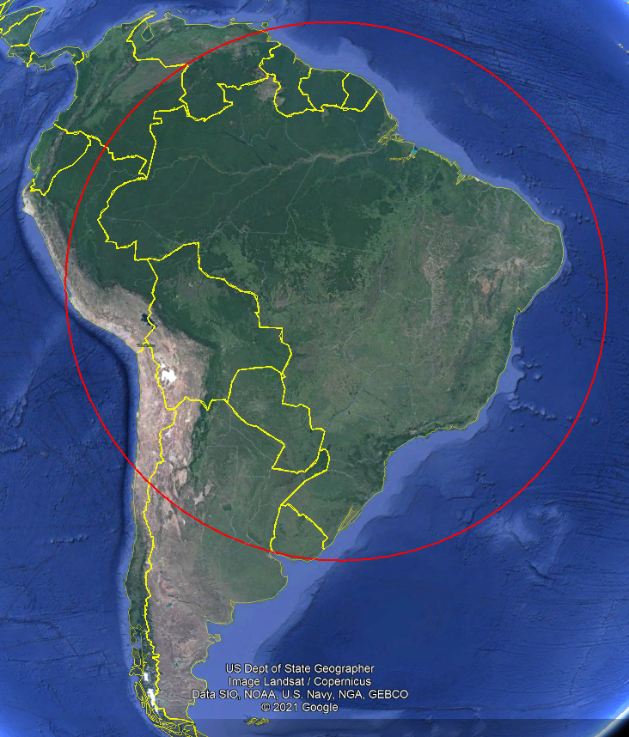 US Dept of State Geographer
Image Landsat / Copernicus
Data SIO, NOAA, U.S. Navy, NGA, GEBCO
© 2021 Google